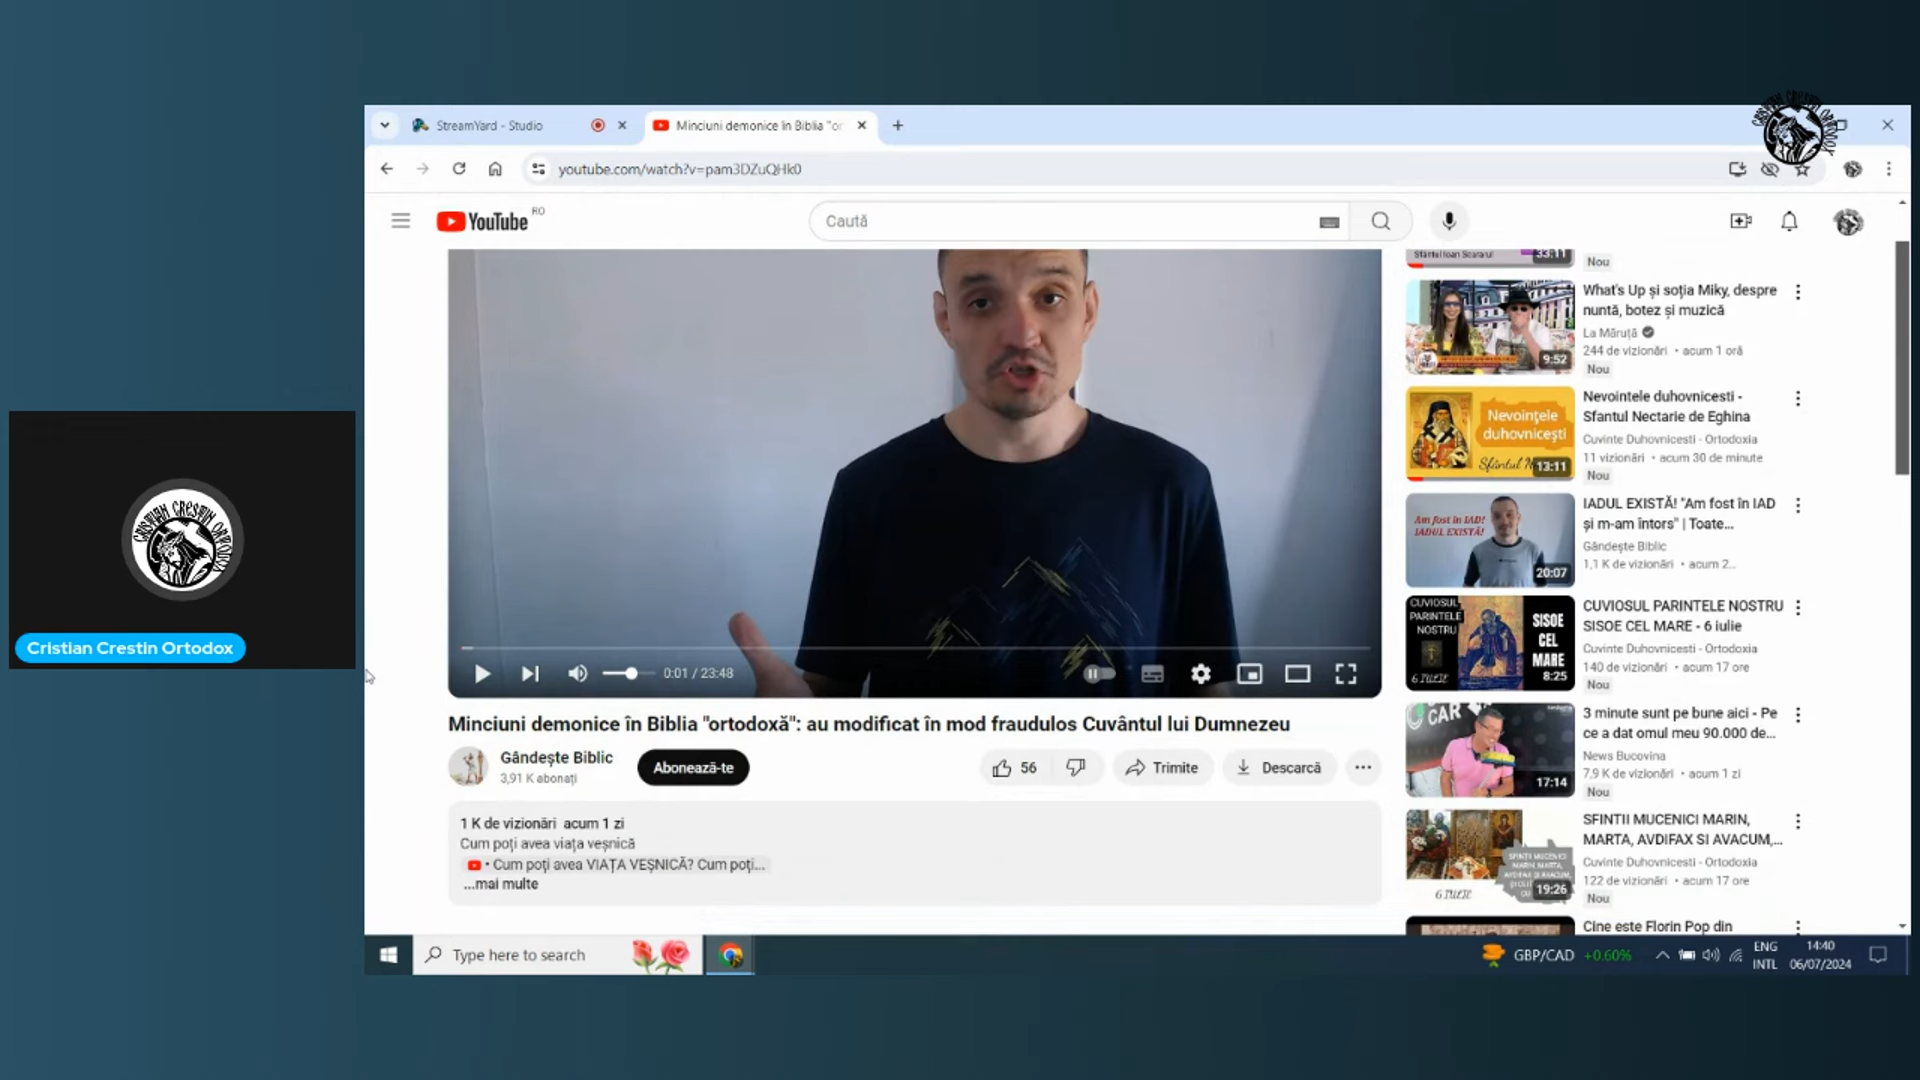 CRISTIAN CRESTIN ORTODOX
Cristian Crestin Ortodox
StreamYard - Studio
Minciuni demonice în Biblia "or
youtube.com/watch?v=pam3DZuQHk0
YouTube RO
Caută
0:01 / 23:48
Minciuni demonice în Biblia "ortodoxă": au modificat în mod fraudulos Cuvântul lui Dumnezeu
Gândește Biblic
3,91 K abonați
Abonează-te
56
Trimite
Descarcă
1 K de vizionări acum 1 zi
Cum poți avea viața veșnică
• Cum poți avea VIAȚA VEȘNICĂ? Cum poți...
...mai multe
Sfantul Ioan Scararul
33:11
Nou
What's Up și soția Miky, despre
nuntă, botez și muzică
La Măruță
244 de vizionări • acum 1 oră
Nou
9:52
Nevointele duhovnicesti -
Sfantul Nectarie de Eghina
Cuvinte Duhovnicesti - Ortodoxia
11 vizionări • acum 30 de minute
Nou
Nevoințele
duhovnicești
13:11
IADUL EXISTĂ! "Am fost în IAD
și m-am întors" | Toate...
Gândește Biblic
1,1 K de vizionări • acum 2...
Am fost în IAD!
IADUL EXISTĂ!
20:07
CUVIOSUL PARINTELE NOSTRU
SISOE CEL MARE - 6 iulie
Cuvinte Duhovnicesti - Ortodoxia
140 de vizionări • acum 17 ore
Nou
CUVIOSUL
PARINTELE
NOSTRU
SISOE
CEL
MARE
6 IULIE
8:25
3 minute sunt pe bune aici - Pe
ce a dat omul meu 90.000 de...
News Bucovina
7,9 K de vizionări • acum 1 zi
Nou
CAR
17:14
SFINTII MUCENICI MARIN,
MARTA, AVDIFAX SI AVACUM,...
Cuvinte Duhovnicesti - Ortodoxia
122 de vizionări • acum 17 ore
Nou
6 IULIE
19:26
Cine este Florin Pop din
Type here to search
GBP/CAD +0.60%
ENG
INTL
14:40
06/07/2024